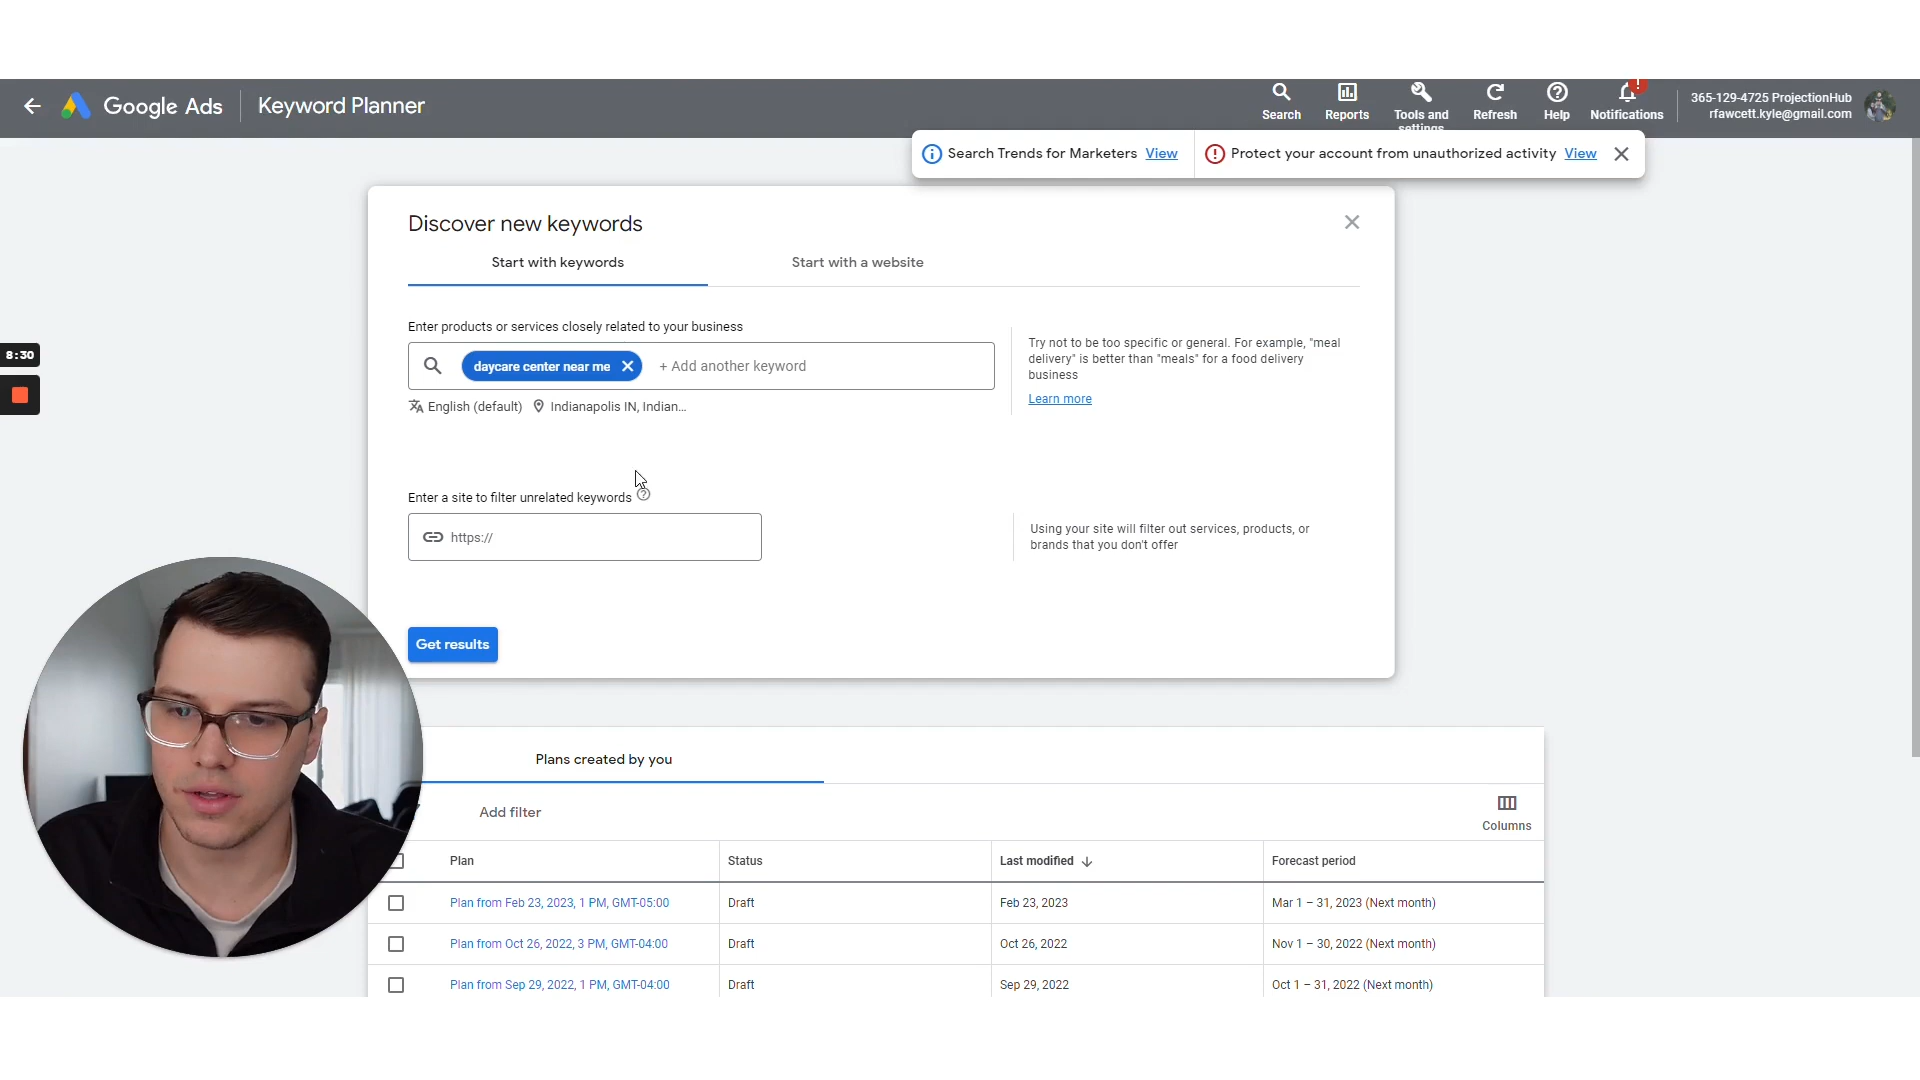 Google Ads
Keyword Planner
Search
Reports
Tools and
settings
Refresh
Help
Notifications
365-129-4725 ProjectionHub
rfawcett.kyle@gmail.com
Search Trends for Marketers View
Protect your account from unauthorized activity View
Discover new keywords
Start with keywords
Start with a website
Enter products or services closely related to your business
daycare center near me
+ Add another keyword
English (default)
Indianapolis IN, Indian...
Try not to be too specific or general. For example, "meal
delivery" is better than "meals" for a food delivery
business
Learn more
8:30
Enter a site to filter unrelated keywords
https://
Using your site will filter out services, products, or
brands that you don't offer
Get results
Plans created by you
Add filter
Columns
Plan
Status
Last modified
Forecast period
Plan from Feb 23, 2023, 1 PM, GMT-05:00
Draft
Feb 23, 2023
Mar 1 – 31, 2023 (Next month)
Plan from Oct 26, 2022, 3 PM, GMT-04:00
Draft
Oct 26, 2022
Nov 1 – 30, 2022 (Next month)
Plan from Sep 29, 2022, 1 PM, GMT-04:00
Draft
Sep 29, 2022
Oct 1 – 31, 2022 (Next month)